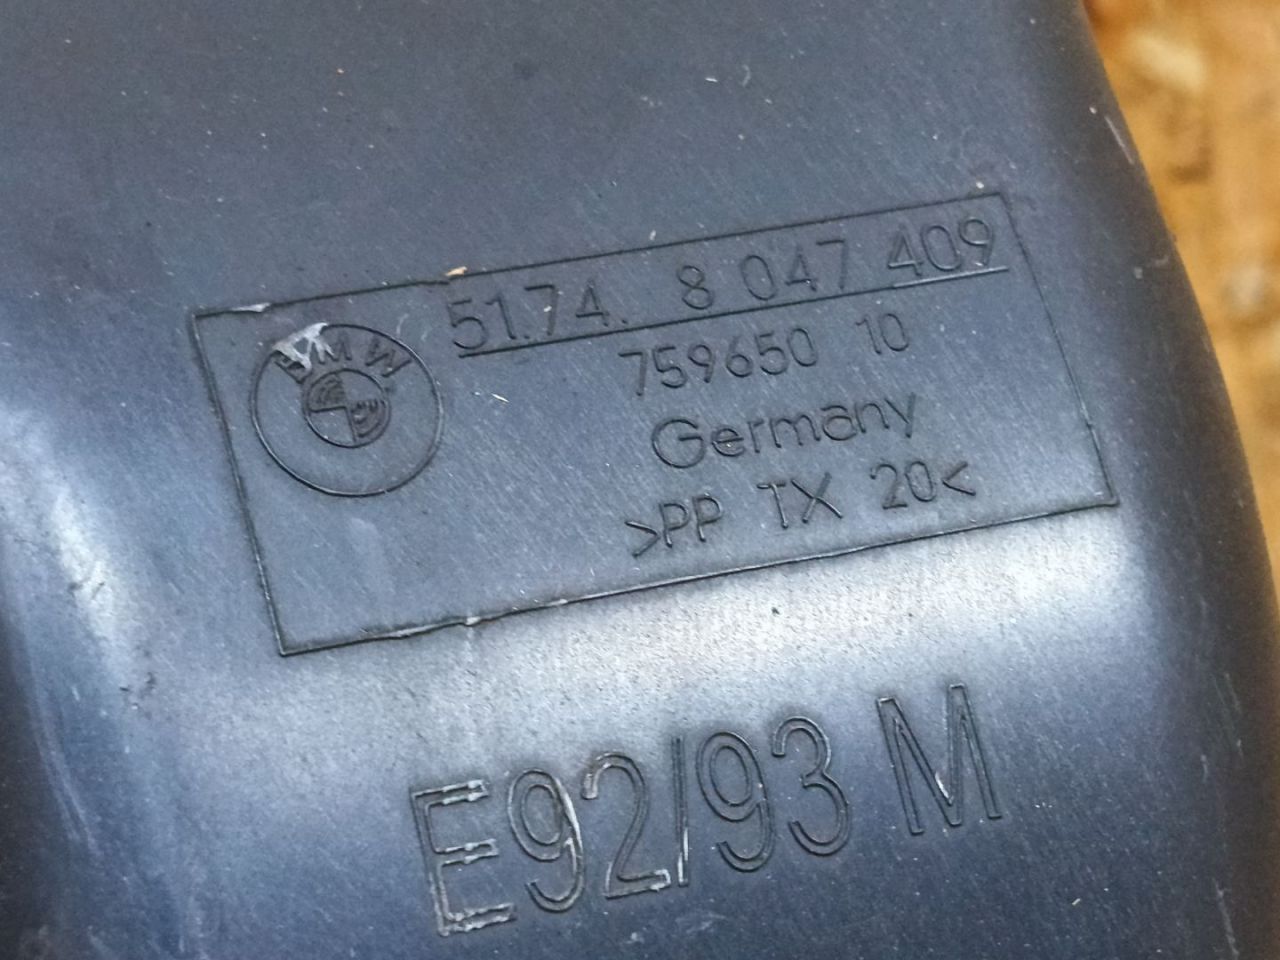 51.74. 8 047 409
BMW
759650 10
Germany
>PP TX 20<
E92/93 M